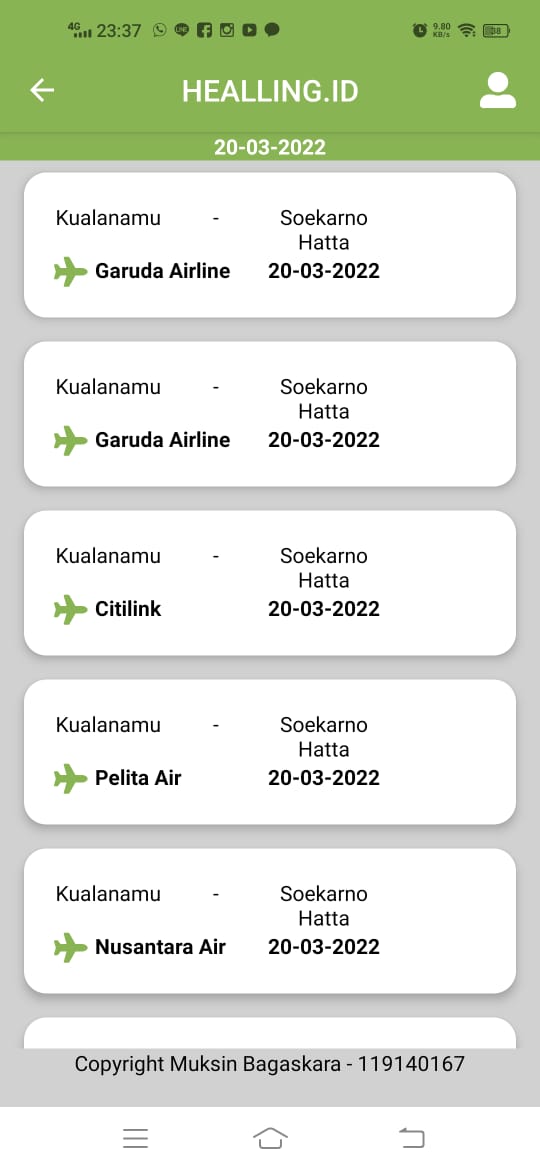 4G 23:37 LINE 9.80 KB/s 38
HEALLING.ID
20-03-2022
Kualanamu - Soekarno
Hatta
Garuda Airline 20-03-2022
Kualanamu - Soekarno
Hatta
Garuda Airline 20-03-2022
Kualanamu - Soekarno
Hatta
Citilink 20-03-2022
Kualanamu - Soekarno
Hatta
Pelita Air 20-03-2022
Kualanamu - Soekarno
Hatta
Nusantara Air 20-03-2022
Copyright Muksin Bagaskara - 119140167